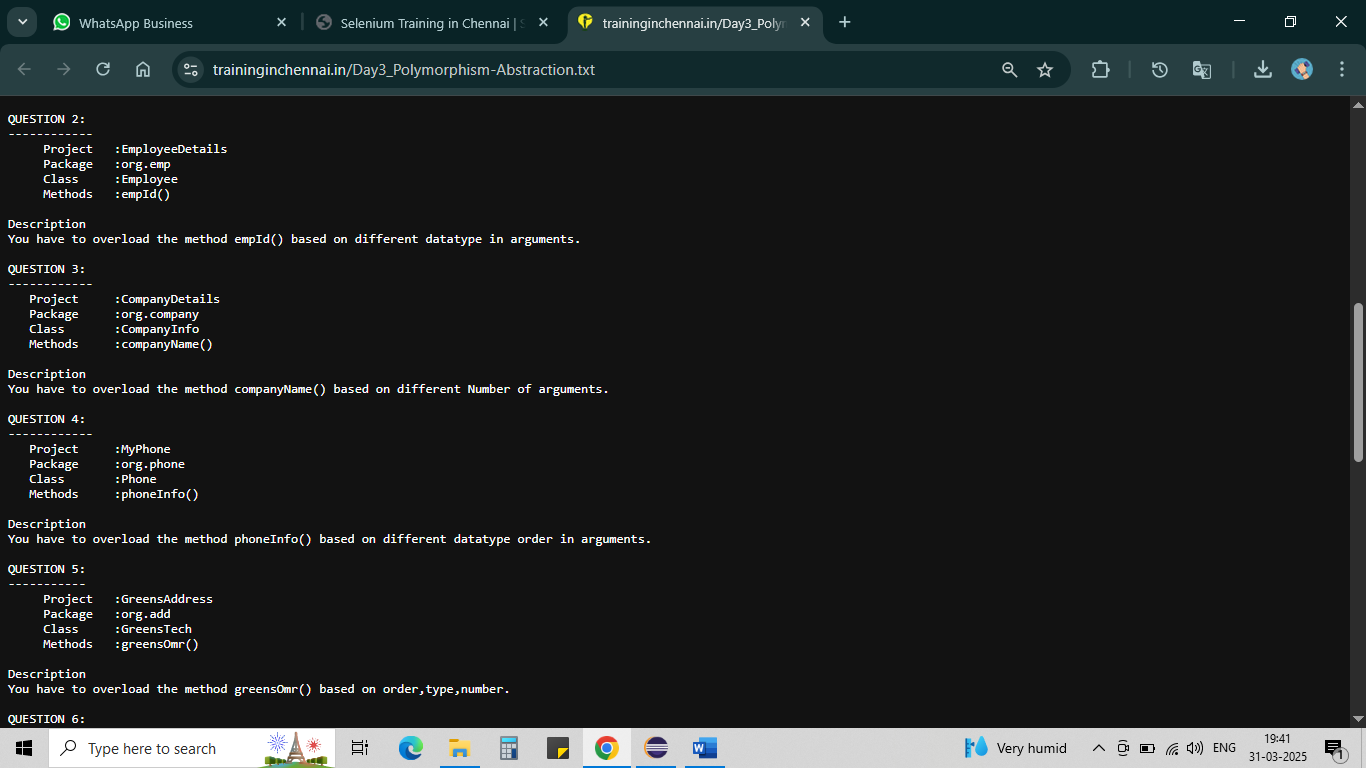 WhatsApp Business
Selenium Training in Chennai |
traininginchennai.in/Day3_Poly
traininginchennai.in/Day3_Polymorphism-Abstraction.txt
QUESTION 2:
------------
Project :EmployeeDetails
Package :org.emp
Class :Employee
Methods :empId()
Description
You have to overload the method empId() based on different datatype in arguments.
QUESTION 3:
------------
Project :CompanyDetails
Package :org.company
Class :CompanyInfo
Methods :companyName()
Description
You have to overload the method companyName() based on different Number of arguments.
QUESTION 4:
------------
Project :MyPhone
Package :org.phone
Class :Phone
Methods :phoneInfo()
Description
You have to overload the method phoneInfo() based on different datatype order in arguments.
QUESTION 5:
-----------
Project :GreensAddress
Package :org.add
Class :GreensTech
Methods :greensOmr()
Description
You have to overload the method greensOmr() based on order,type,number.
QUESTION 6:
Type here to search
Very humid
ENG
19:41
31-03-2025
1